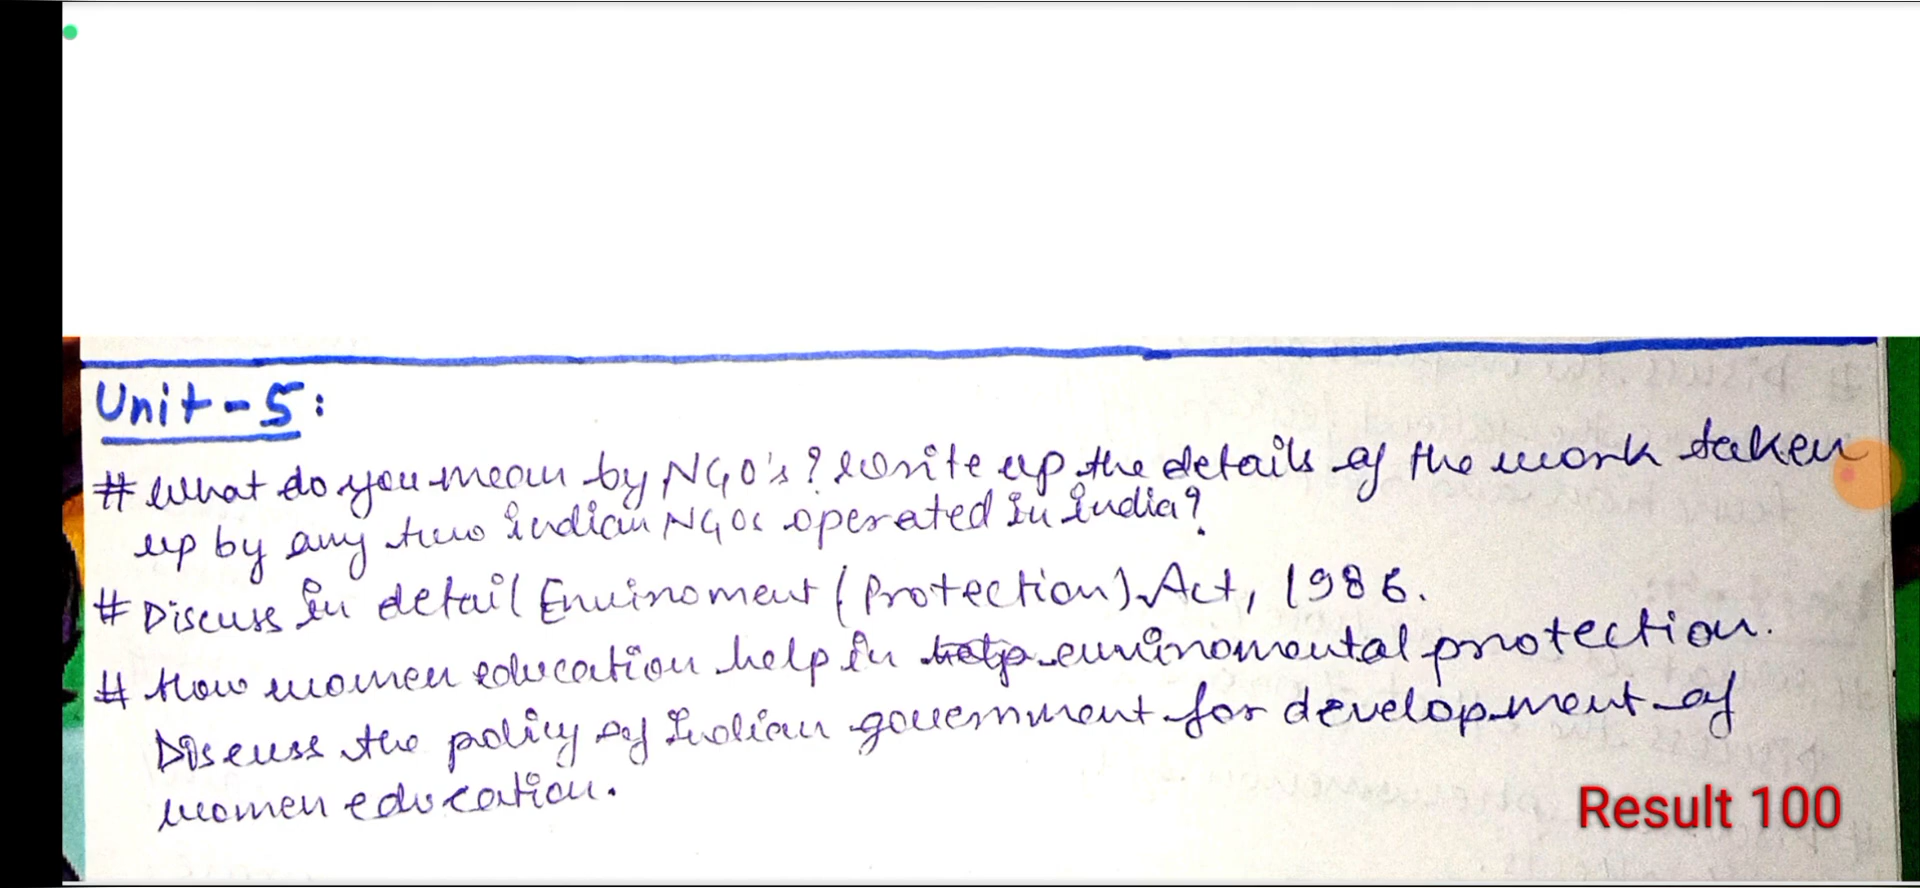 Unit-5:
# What do you mean by NGO's? Write up the details of the work taken
up by any two indian NGOs operated in india?
# Discuss in detail Envinoment (Protection) Act, 1986.
# How women education help in help envinomental protection.
Discuss the policy of Indian government for development of
women education.
Result 100